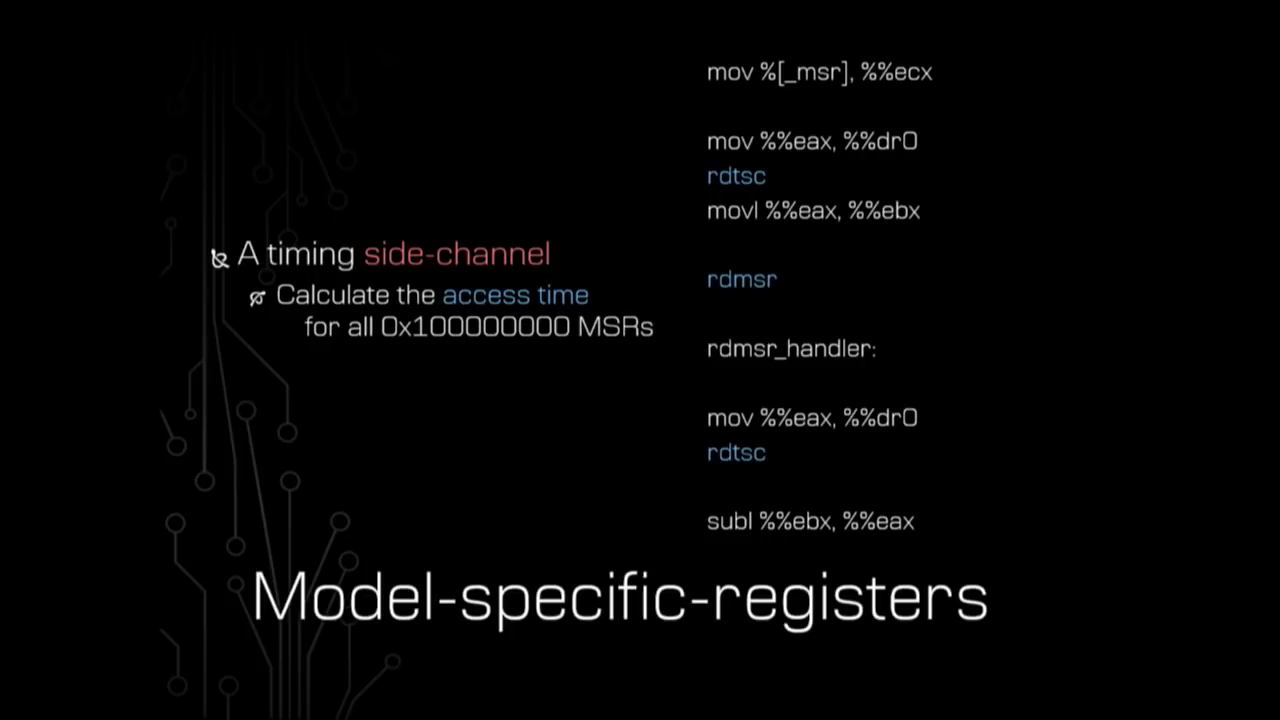 A timing side-channel
Calculate the access time
for all 0x100000000 MSRs
mov %[_msr], %%ecx
mov %%eax, %%dr0
rdtsc
movl %%eax, %%ebx
rdmsr
rdmsr_handler:
mov %%eax, %%dr0
rdtsc
subl %%ebx, %%eax
Model-specific-registers